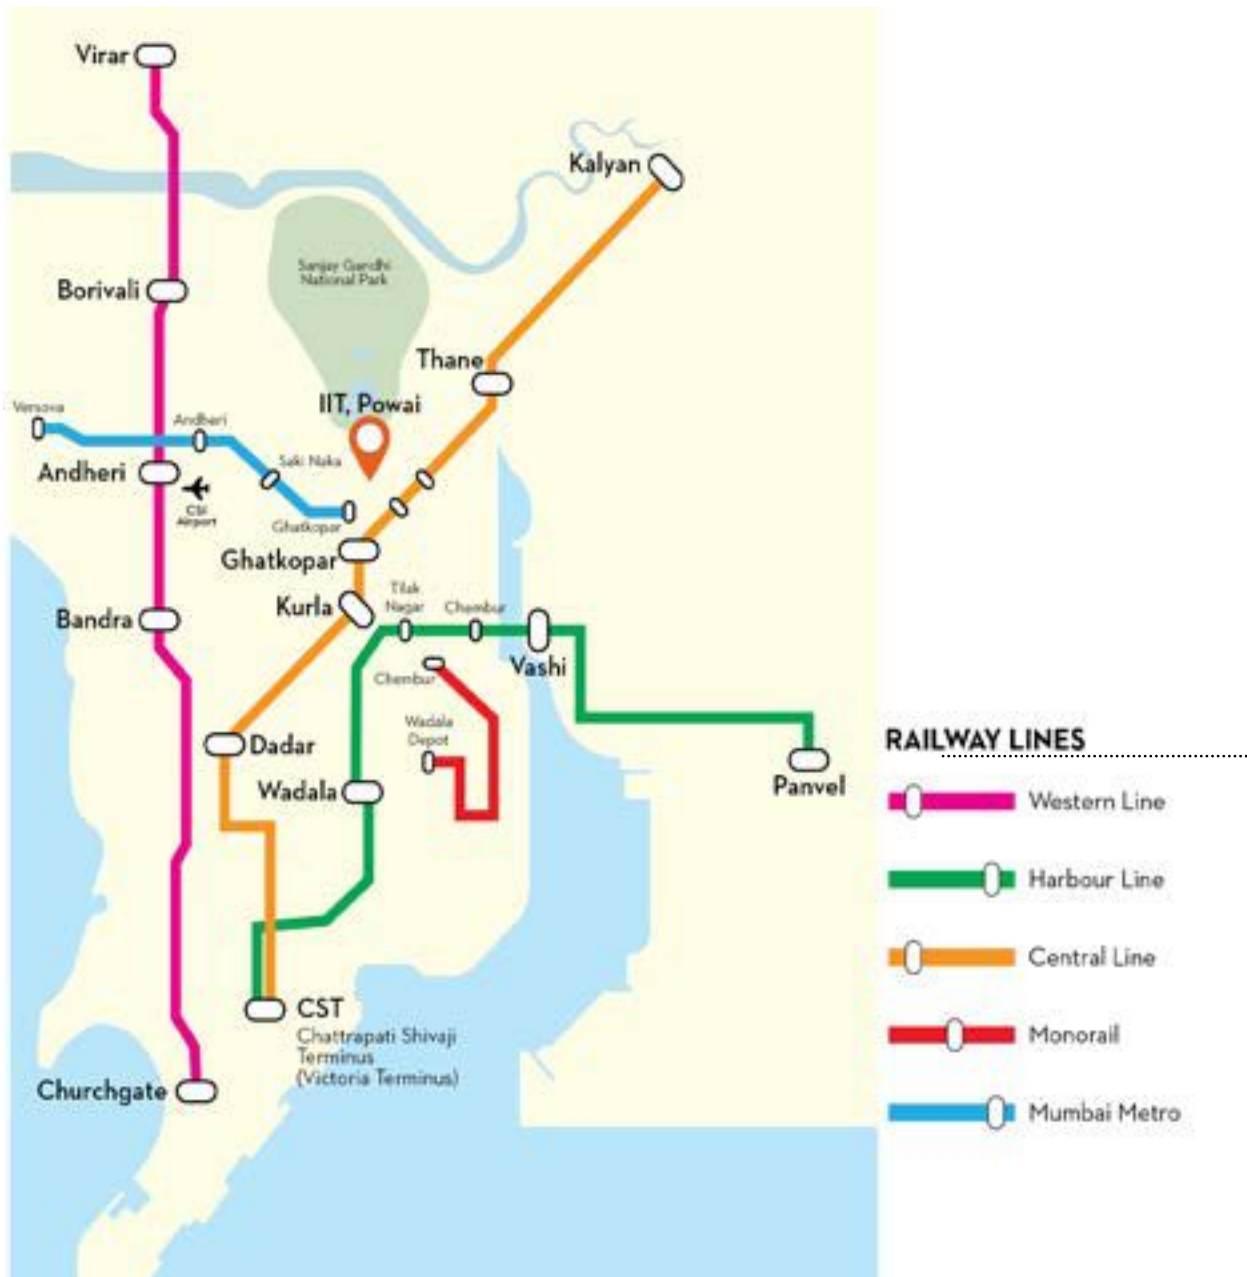 Virar
Kalyan
Sanjay Gandhi
National Park
Borivali
Thane
IIT, Powai
Versova
Andheri
Saki Naka
Andheri
CSI
Airport
Ghatkopar
Ghatkopar
Tilak
Nagar
Chembur
Kurla
Bandra
Vashi
Chembur
Wadala
Depot
Dadar
Wadala
Panvel
CST
Chattrapati Shivaji
Terminus
(Victoria Terminus)
Churchgate
RAILWAY LINES
Western Line
Harbour Line
Central Line
Monorail
Mumbai Metro